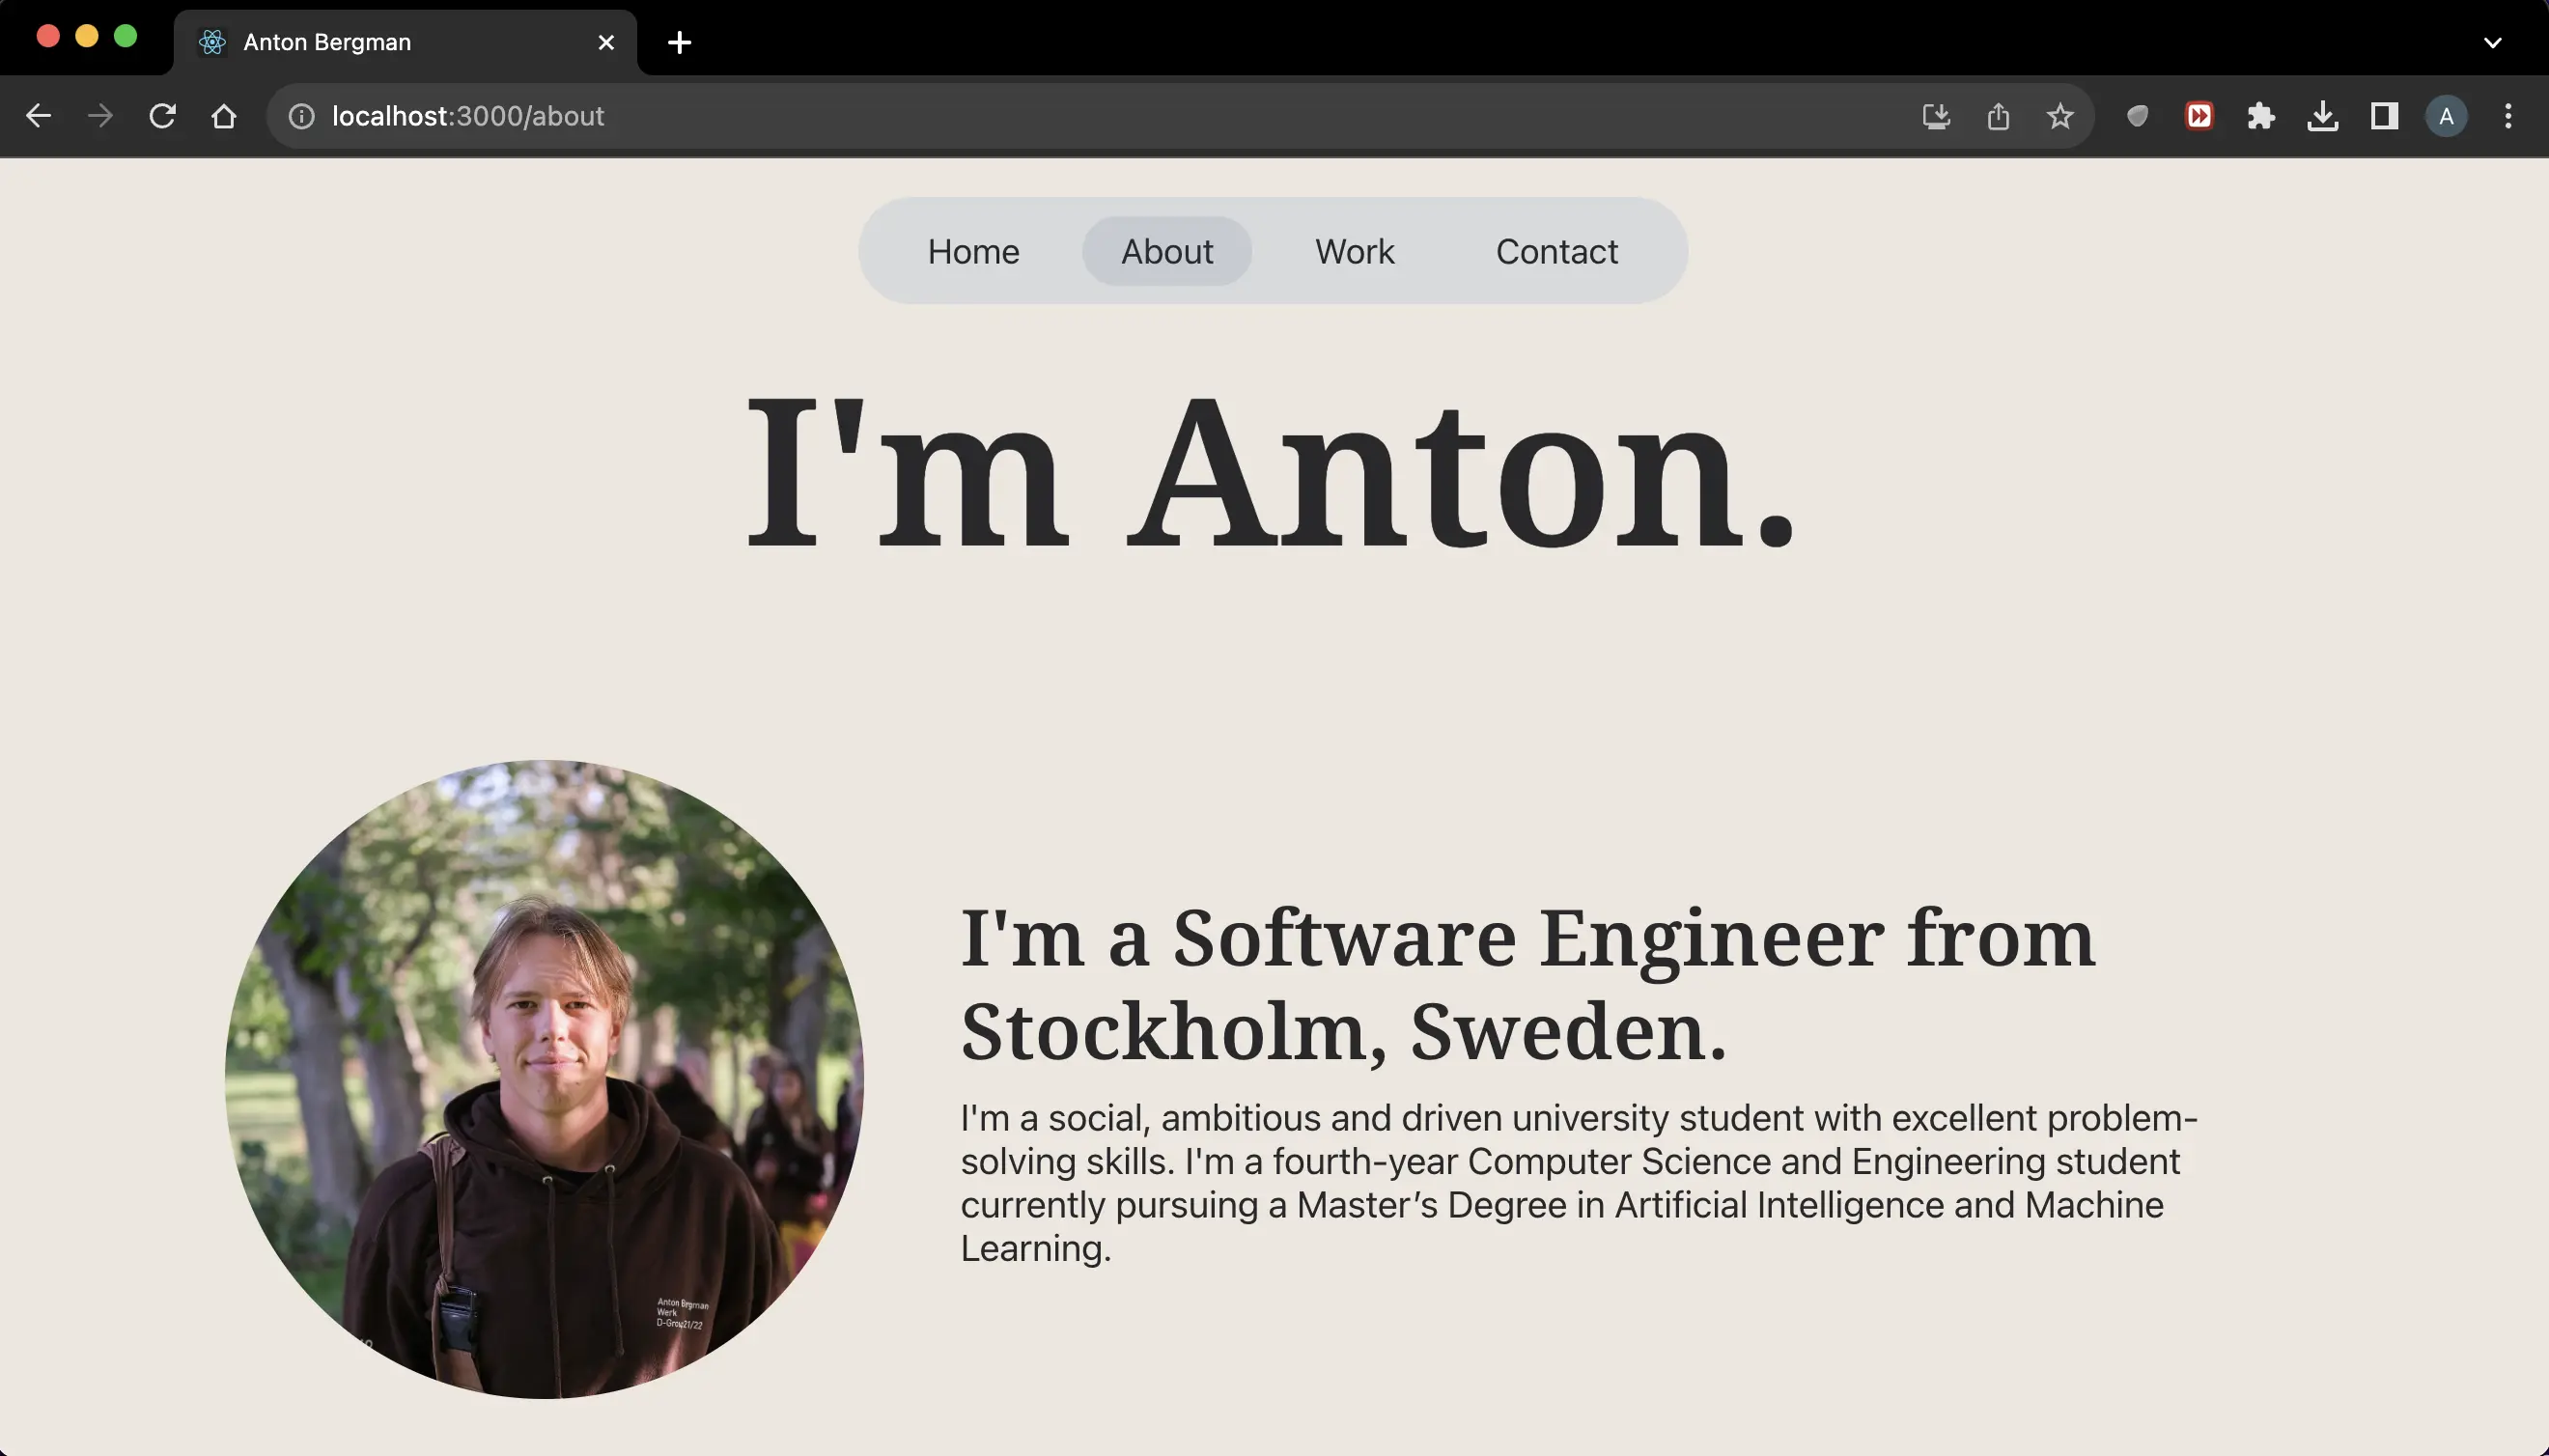 Anton Bergman
localhost:3000/about
A
Home About Work Contact
I'm Anton.
I'm a Software Engineer from
Stockholm, Sweden.
I'm a social, ambitious and driven university student with excellent problem-
solving skills. I'm a fourth-year Computer Science and Engineering student
currently pursuing a Master’s Degree in Artificial Intelligence and Machine
Learning.
Anton Brgman
Werk
D-Group21/22